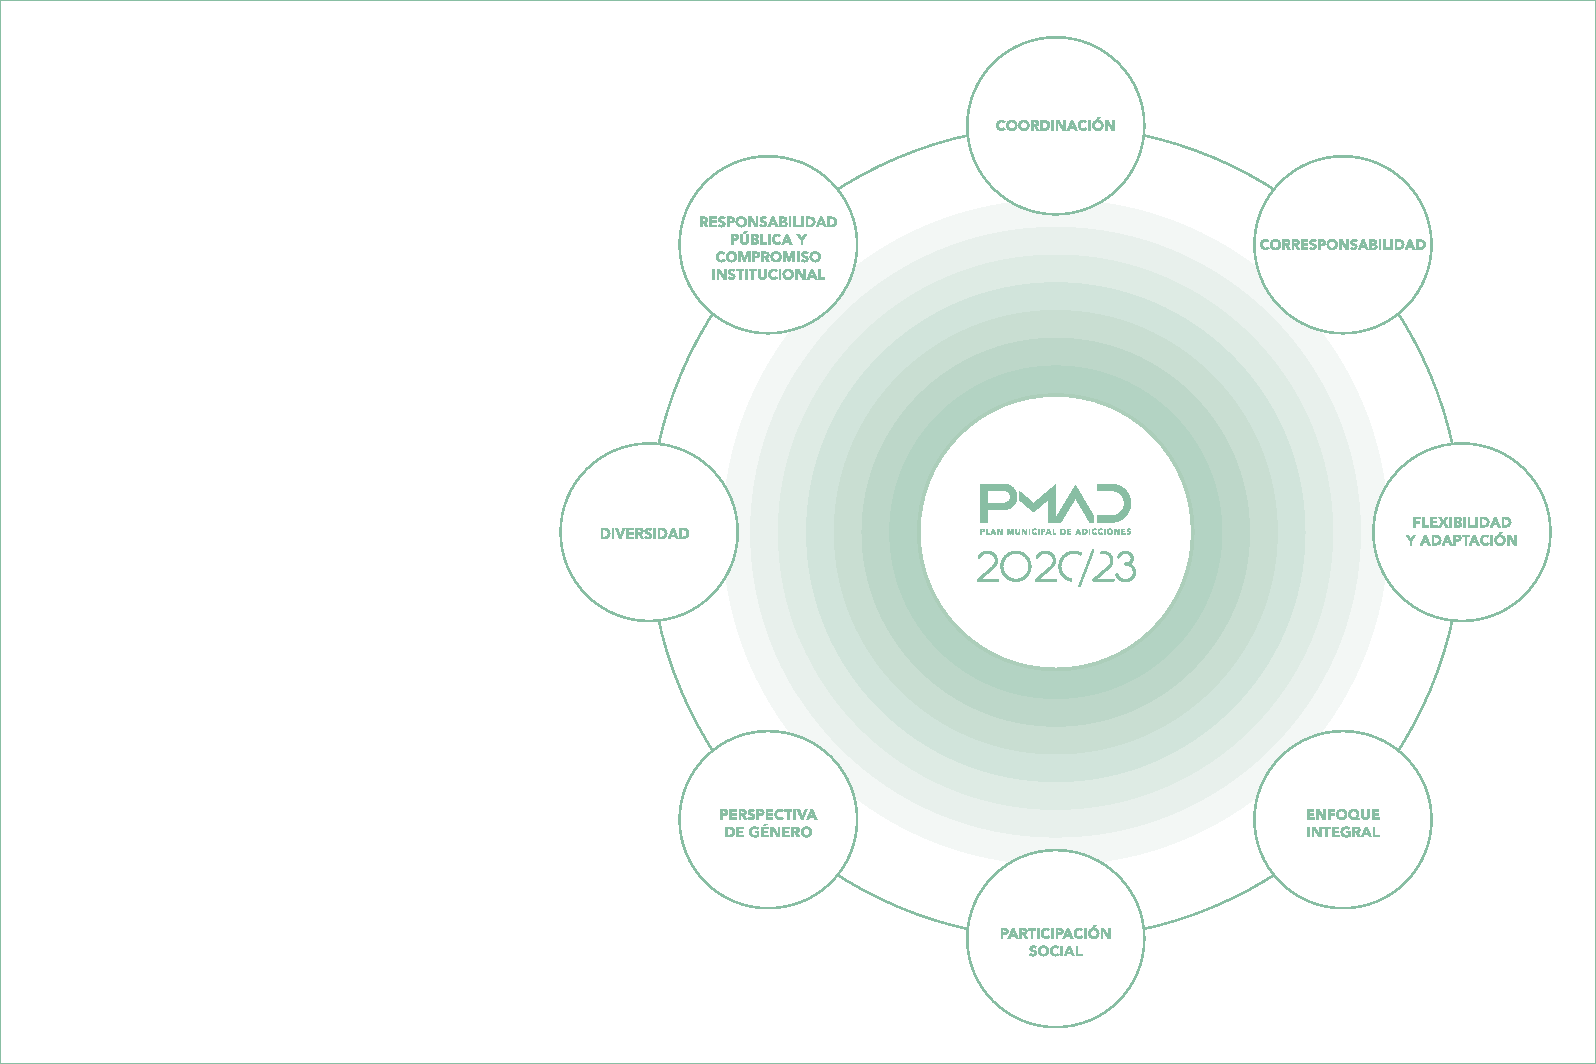 COORDINACIÓN
RESPONSABILIDAD
PÚBLICA Y
COMPROMISO
INSTITUCIONAL
CORRESPONSABILIDAD
DIVERSIDAD
PMAD
PLAN MUNICIPAL DE ADICCIONES
2020/23
FLEXIBILIDAD
Y ADAPTACIÓN
PERSPECTIVA
DE GÉNERO
ENFOQUE
INTEGRAL
PARTICIPACIÓN
SOCIAL